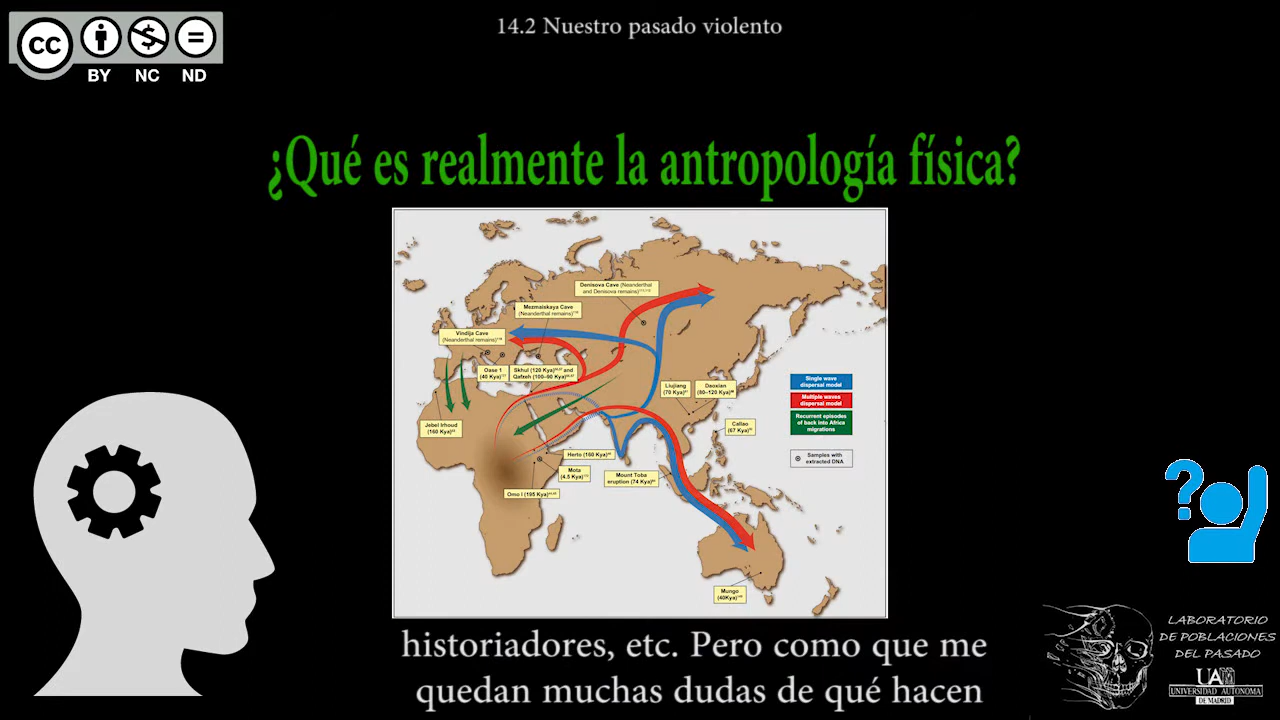 14.2 Nuestro pasado violento
CC
BY NC ND
¿Qué es realmente la antropología física?
Denisova Cave (Neanderthal
and Denisova remains)
Mezmaiskaya Cave
(Neanderthal remains)
Vindija Cave
(Neanderthal remains)
Oase 1
(40 Kya)
Skhul (120 Kya) and
Qafzeh (100–90 Kya)
Liujiang
(70 Kya)
Daoxian
(80–120 Kya)
Single wave
dispersal model
Multiple waves
dispersal model
Recurrent episodes
of back into Africa
migrations
Jebel Irhoud
(160 Kya)
Callao
(67 Kya)
Samples with
extracted DNA
Herto (160 Kya)
Mota
(4.5 Kya)
Mount Toba
eruption (74 Kya)
Omo I (195 Kya)
Mungo
(40Kya)
historiadores, etc. Pero como que me
quedan muchas dudas de qué hacen
LABORATORIO
DE POBLACIONES
DEL PASADO
UAM
UNIVERSIDAD AUTONOMA
DE MADRID